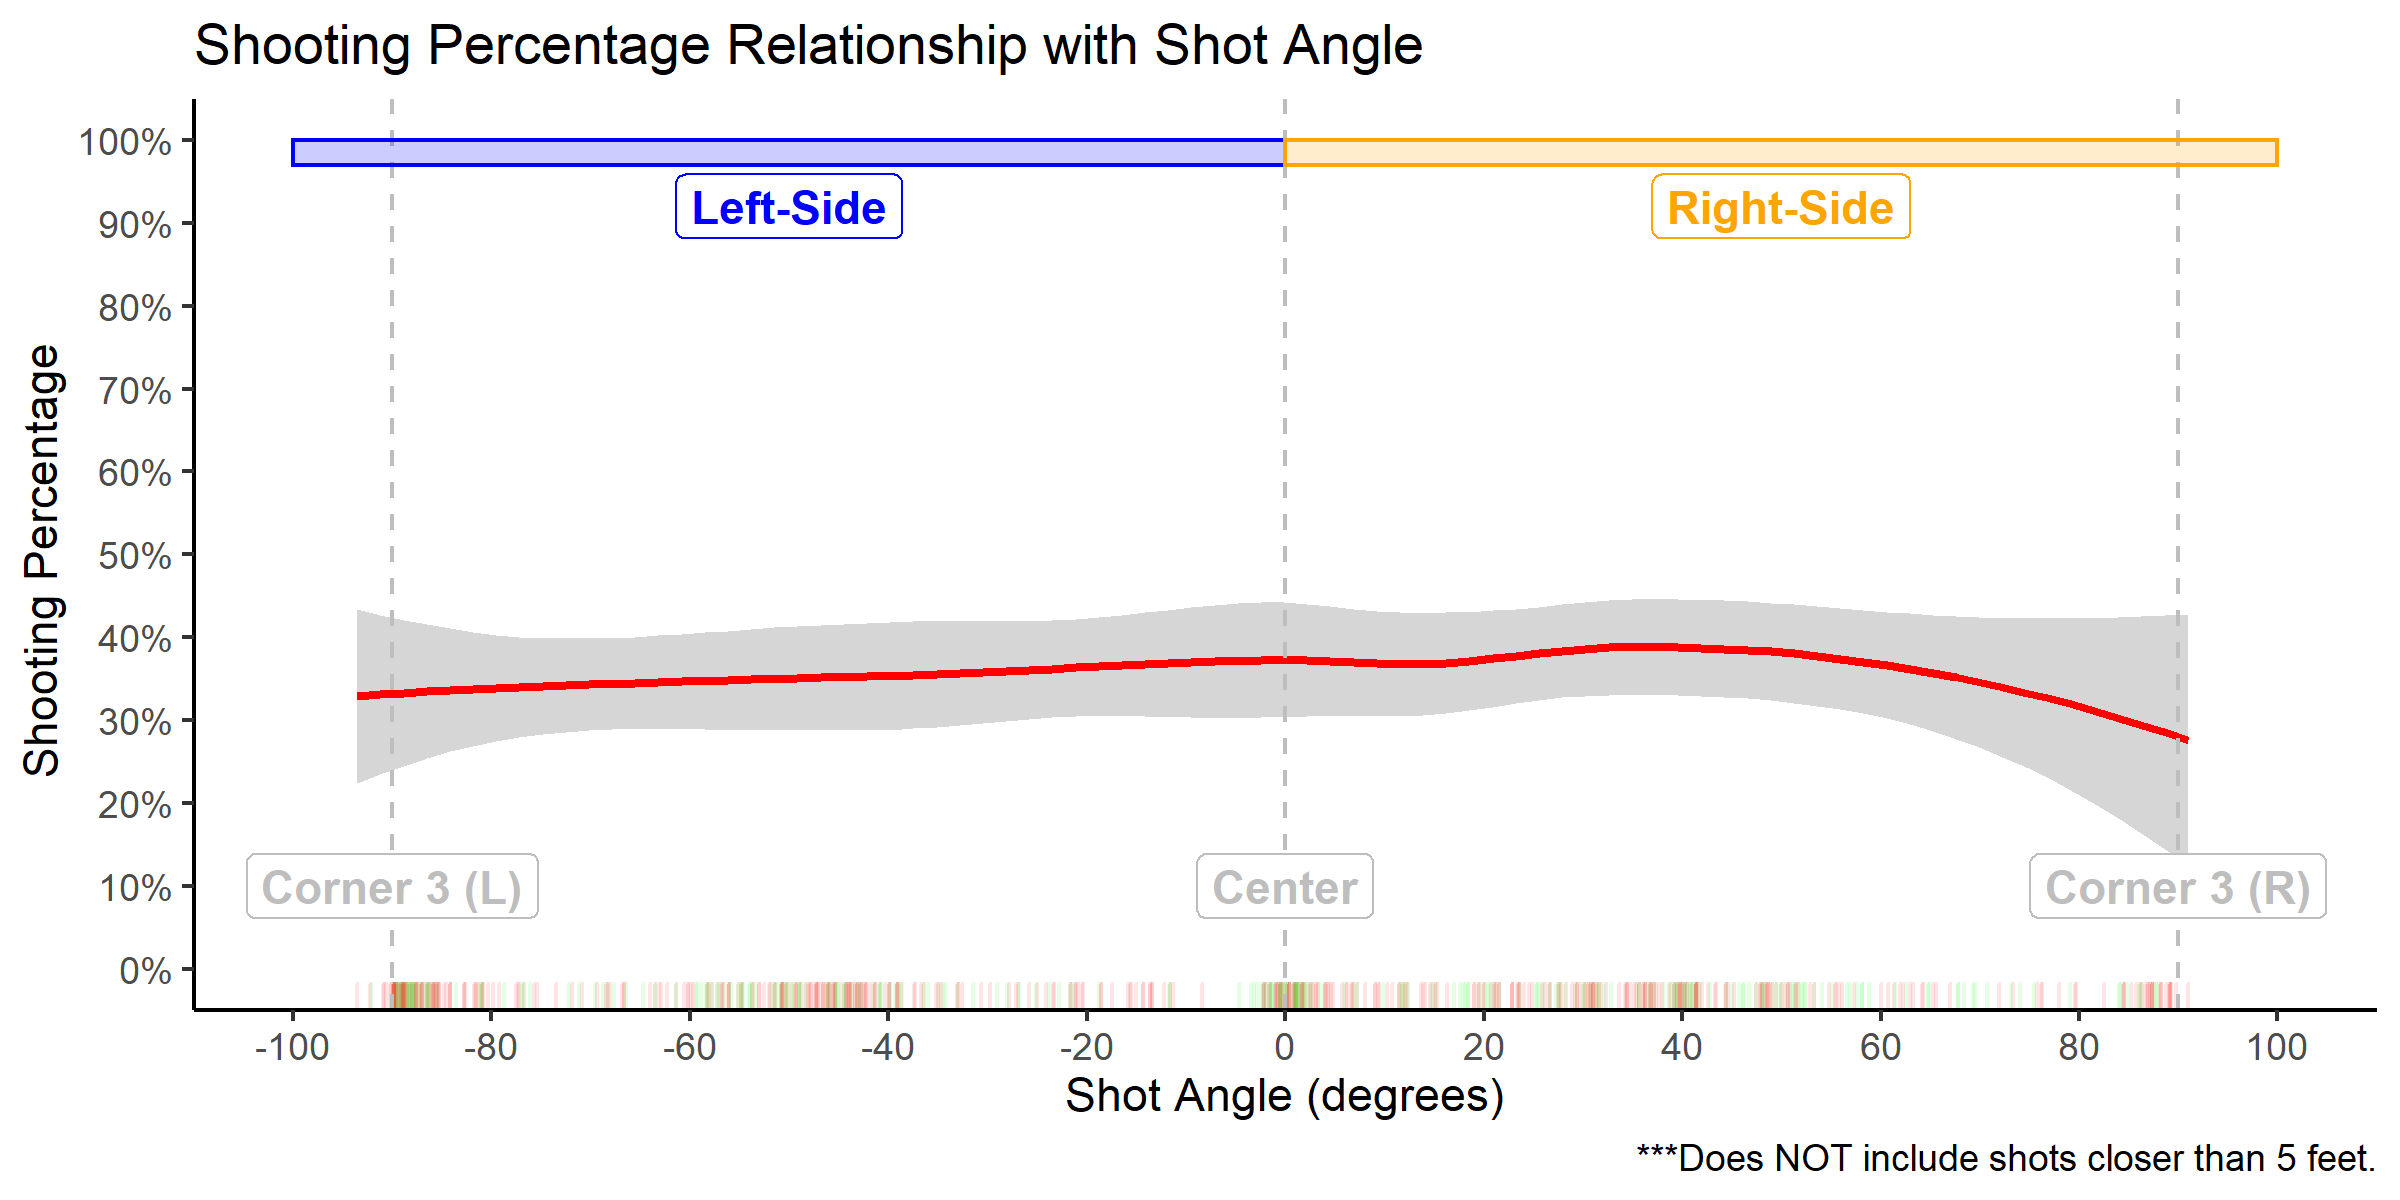 Shooting Percentage Relationship with Shot Angle
Shooting Percentage
100%
90%
80%
70%
60%
50%
40%
30%
20%
10%
0%
Left-Side
Right-Side
Corner 3 (L)
Center
Corner 3 (R)
-100 -80 -60 -40 -20 0 20 40 60 80 100
Shot Angle (degrees)
***Does NOT include shots closer than 5 feet.